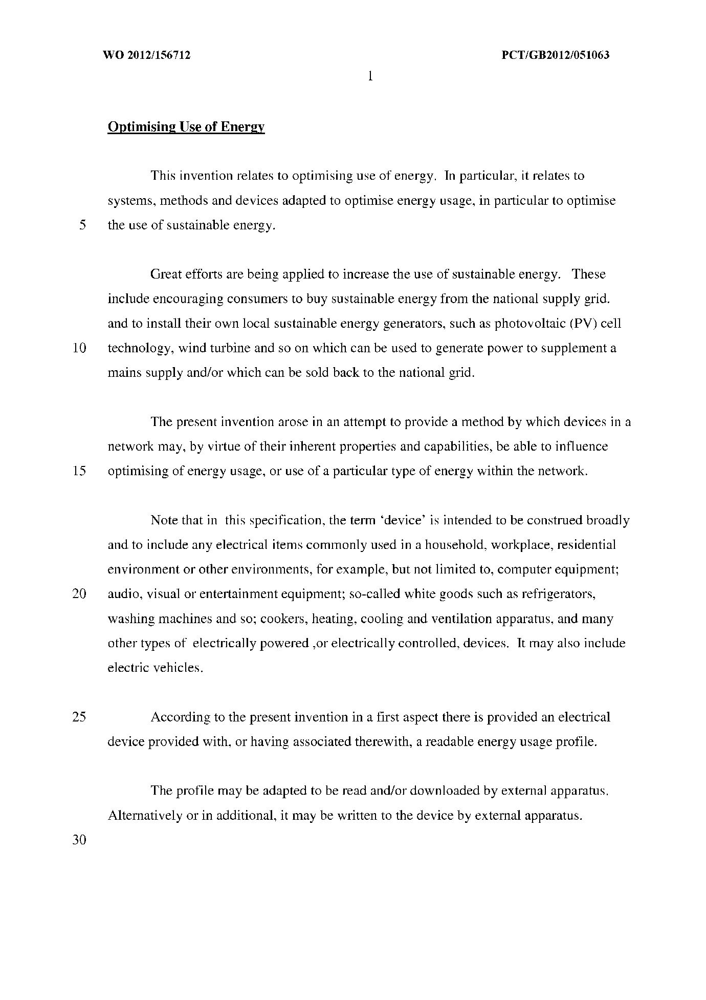 WO 2012/156712 PCT/GB2012/051063
1
Optimising Use of Energy
This invention relates to optimising use of energy. In particular, it relates to
systems, methods and devices adapted to optimise energy usage, in particular to optimise
5 the use of sustainable energy.
Great efforts are being applied to increase the use of sustainable energy. These
include encouraging consumers to buy sustainable energy from the national supply grid.
and to install their own local sustainable energy generators, such as photovoltaic (PV) cell
10 technology, wind turbine and so on which can be used to generate power to supplement a
mains supply and/or which can be sold back to the national grid.
The present invention arose in an attempt to provide a method by which devices in a
network may, by virtue of their inherent properties and capabilities, be able to influence
15 optimising of energy usage, or use of a particular type of energy within the network.
Note that in this specification, the term ‘device’ is intended to be construed broadly
and to include any electrical items commonly used in a household, workplace, residential
environment or other environments, for example, but not limited to, computer equipment;
20 audio, visual or entertainment equipment; so-called white goods such as refrigerators,
washing machines and so; cookers, heating, cooling and ventilation apparatus, and many
other types of electrically powered ,or electrically controlled, devices. It may also include
electric vehicles.
25 According to the present invention in a first aspect there is provided an electrical
device provided with, or having associated therewith, a readable energy usage profile.
The profile may be adapted to be read and/or downloaded by external apparatus.
Alternatively or in additional, it may be written to the device by external apparatus.
30